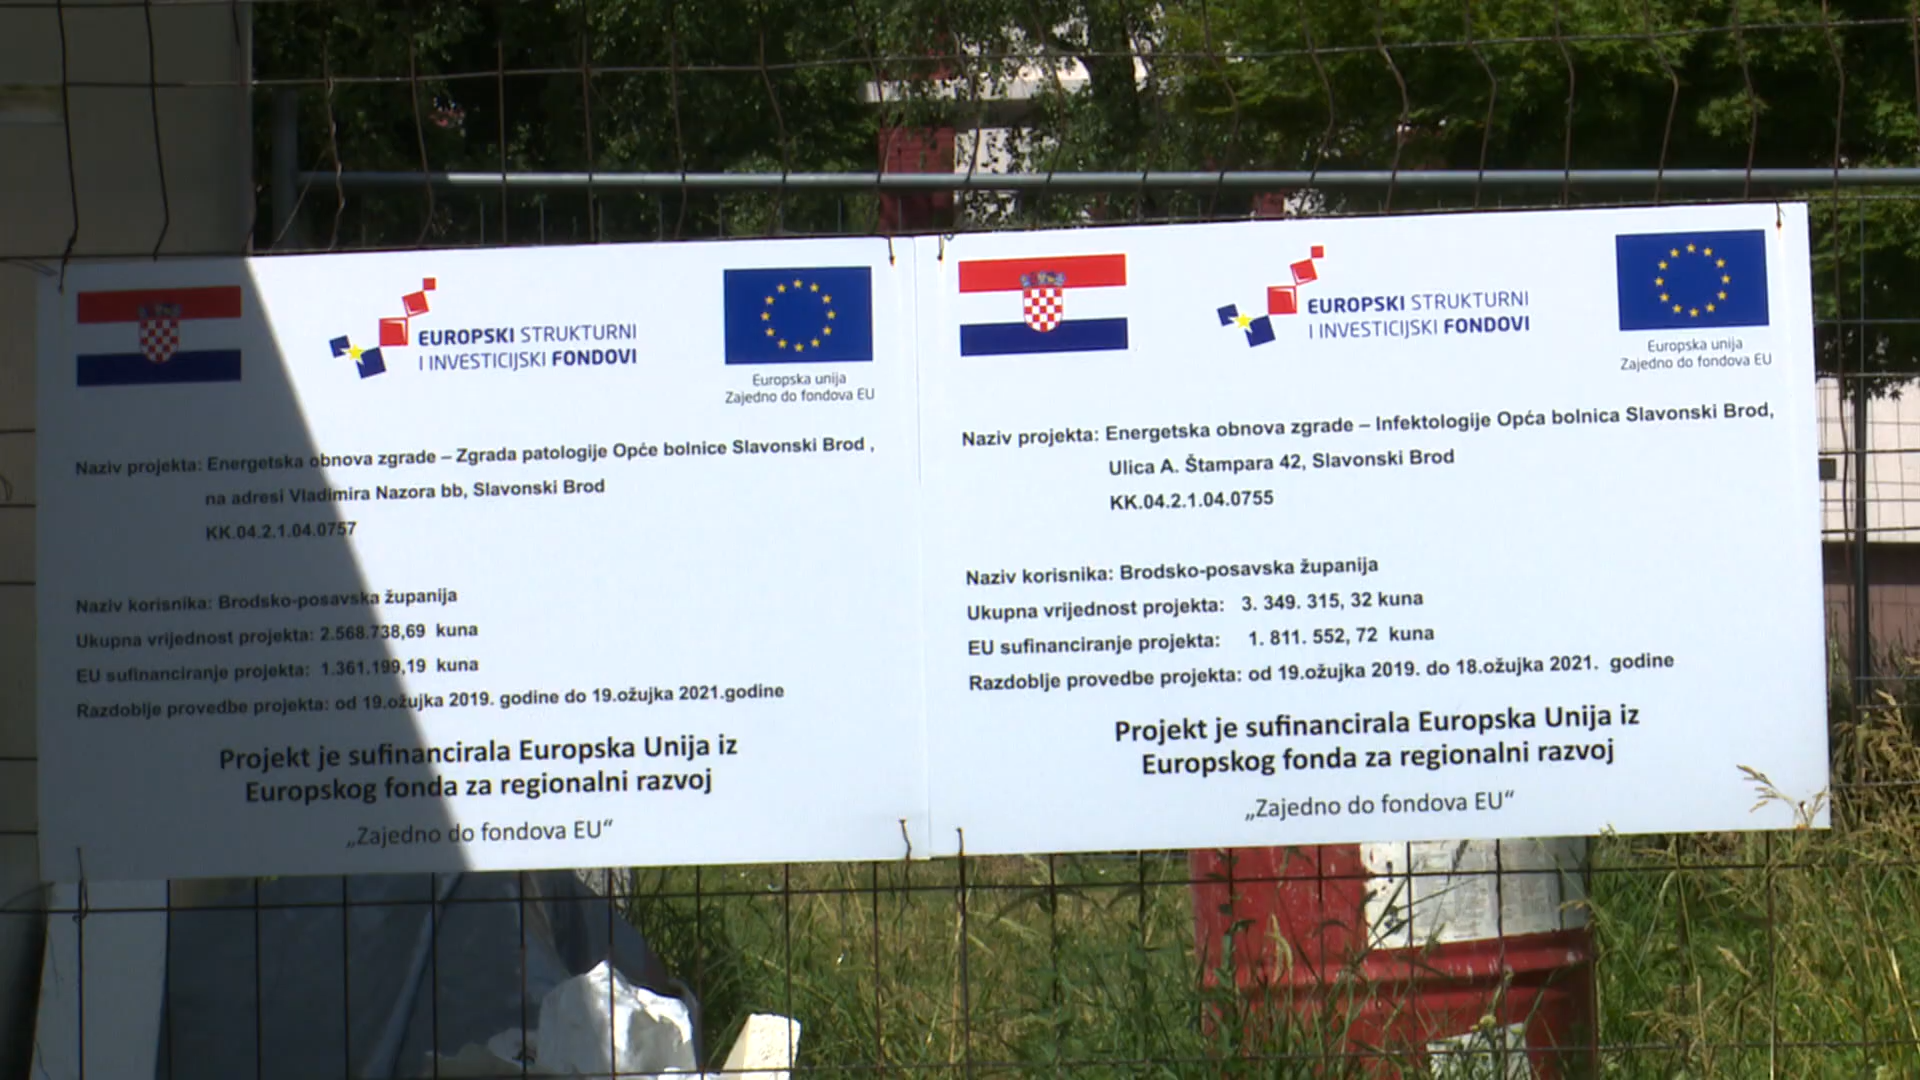 EUROPSKI STRUKTURNI
I INVESTICIJSKI FONDOVI
Europska unija
Zajedno do fondova EU
Naziv projekta: Energetska obnova zgrade – Zgrada patologije Opće bolnice Slavonski Brod ,
na adresi Vladimira Nazora bb, Slavonski Brod
KK.04.2.1.04.0757
Naziv korisnika: Brodsko-posavska županija
Ukupna vrijednost projekta: 2.568.738,69 kuna
EU sufinanciranje projekta: 1.361.199,19 kuna
Razdoblje provedbe projekta: od 19.ožujka 2019. godine do 19.ožujka 2021.godine
Projekt je sufinancirala Europska Unija iz
Europskog fonda za regionalni razvoj
„Zajedno do fondova EU“
EUROPSKI STRUKTURNI
I INVESTICIJSKI FONDOVI
Europska unija
Zajedno do fondova EU
Naziv projekta: Energetska obnova zgrade – Infektologije Opća bolnica Slavonski Brod,
Ulica A. Štampara 42, Slavonski Brod
KK.04.2.1.04.0755
Naziv korisnika: Brodsko-posavska županija
Ukupna vrijednost projekta: 3. 349. 315, 32 kuna
EU sufinanciranje projekta: 1. 811. 552, 72 kuna
Razdoblje provedbe projekta: od 19.ožujka 2019. do 18.ožujka 2021. godine
Projekt je sufinancirala Europska Unija iz
Europskog fonda za regionalni razvoj
„Zajedno do fondova EU“